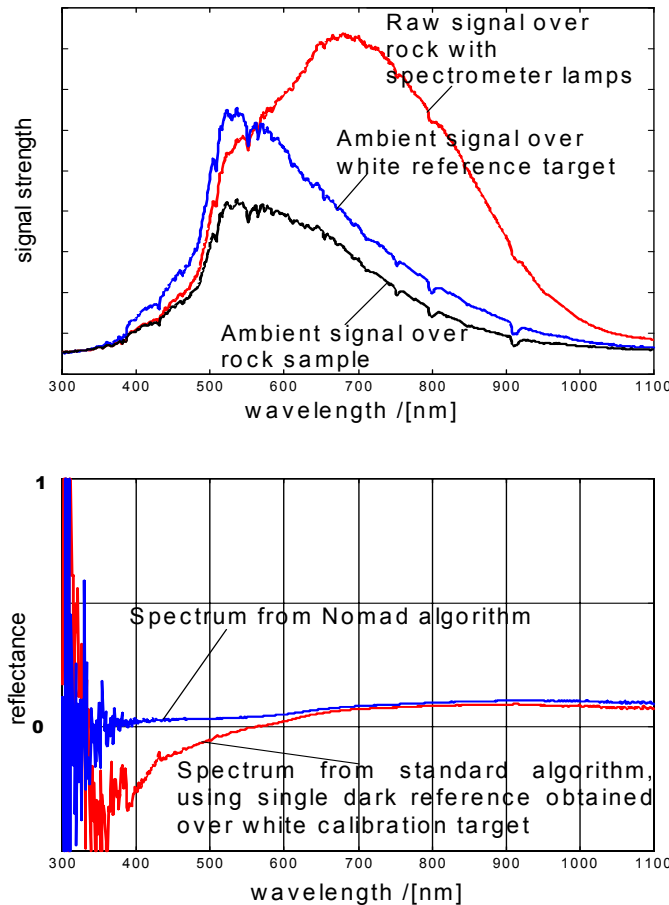 Raw signal over
rock with
spectrometer lamps
Ambient signal over
white reference target
signal strength
Ambient signal over
rock sample
300 400 500 600 700 800 900 1000 1100
wavelength /[nm]
1
Spectrum from Nomad algorithm
reflectance
0
Spectrum from standard algorithm,
using single dark reference obtained
over white calibration target
300 400 500 600 700 800 900 1000 1100
wavelength /[nm]